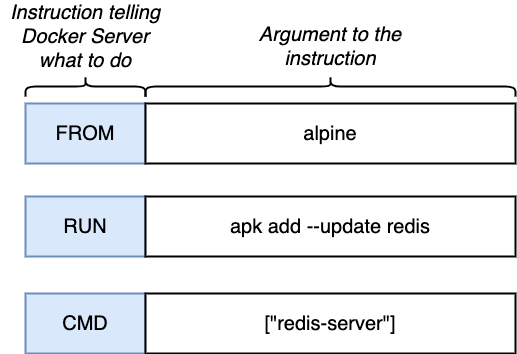 Instruction telling
Docker Server
what to do
Argument to the
instruction
FROM
alpine
RUN
apk add --update redis
CMD
["redis-server"]